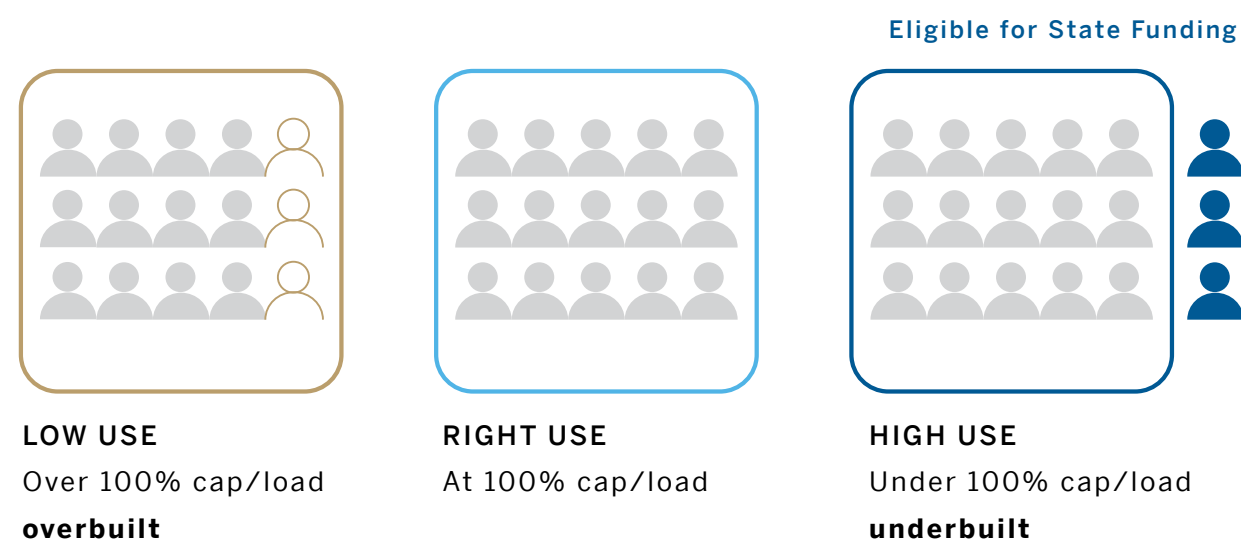 Eligible for State Funding
LOW USE
Over 100% cap/load
overbuilt
RIGHT USE
At 100% cap/load
HIGH USE
Under 100% cap/load
underbuilt